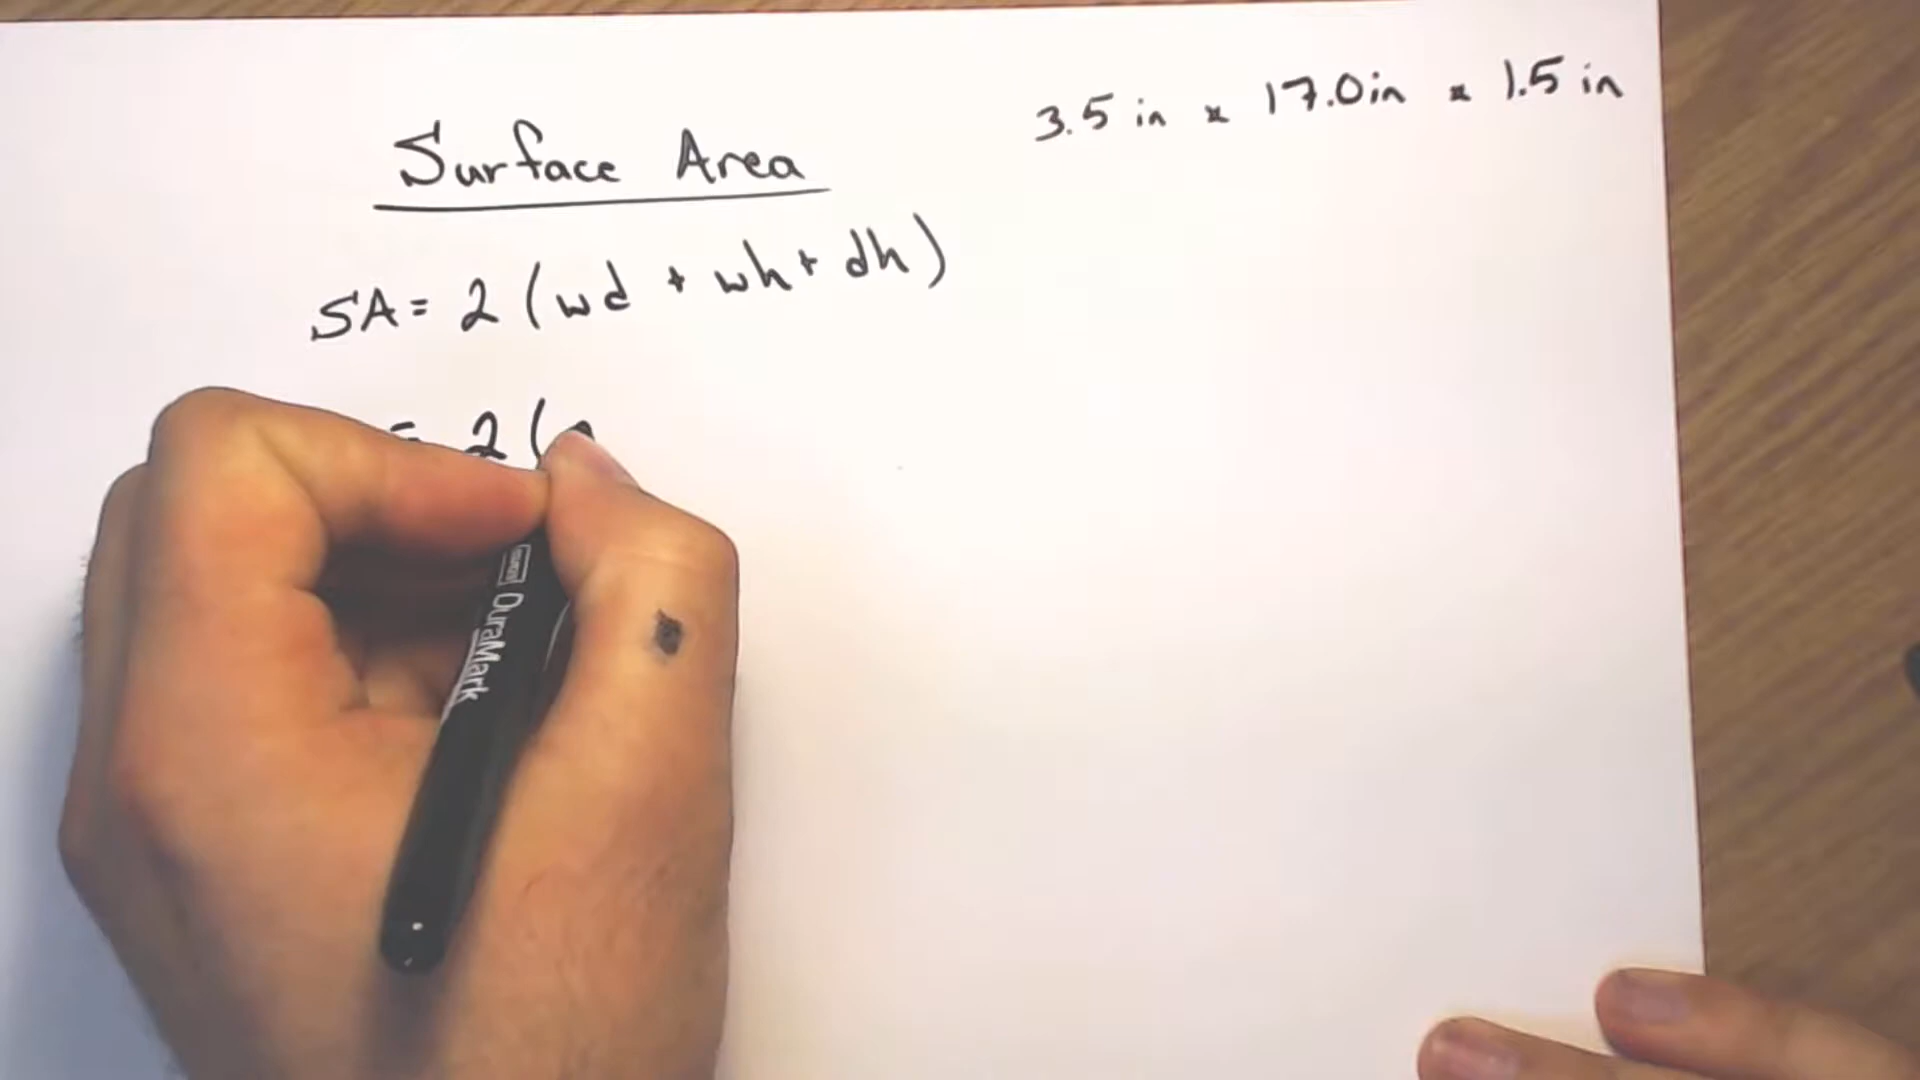 3.5 in x 17.0in x 1.5 in
Surface Area
SA = 2 (wd + wh + dh)
= 2 (
DuraMark